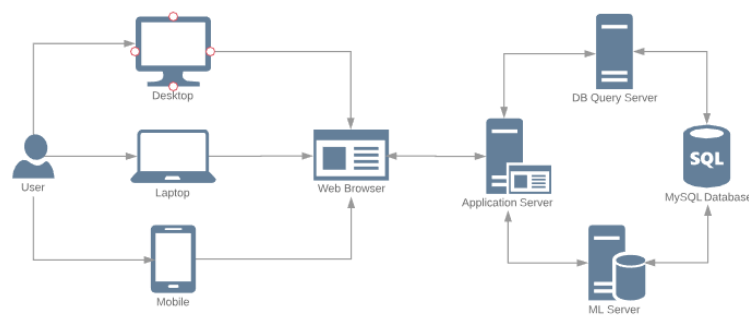 Desktop
DB Query Server
SQL
User
Laptop
Web Browser
Application Server
MySQL Database
Mobile
ML Server